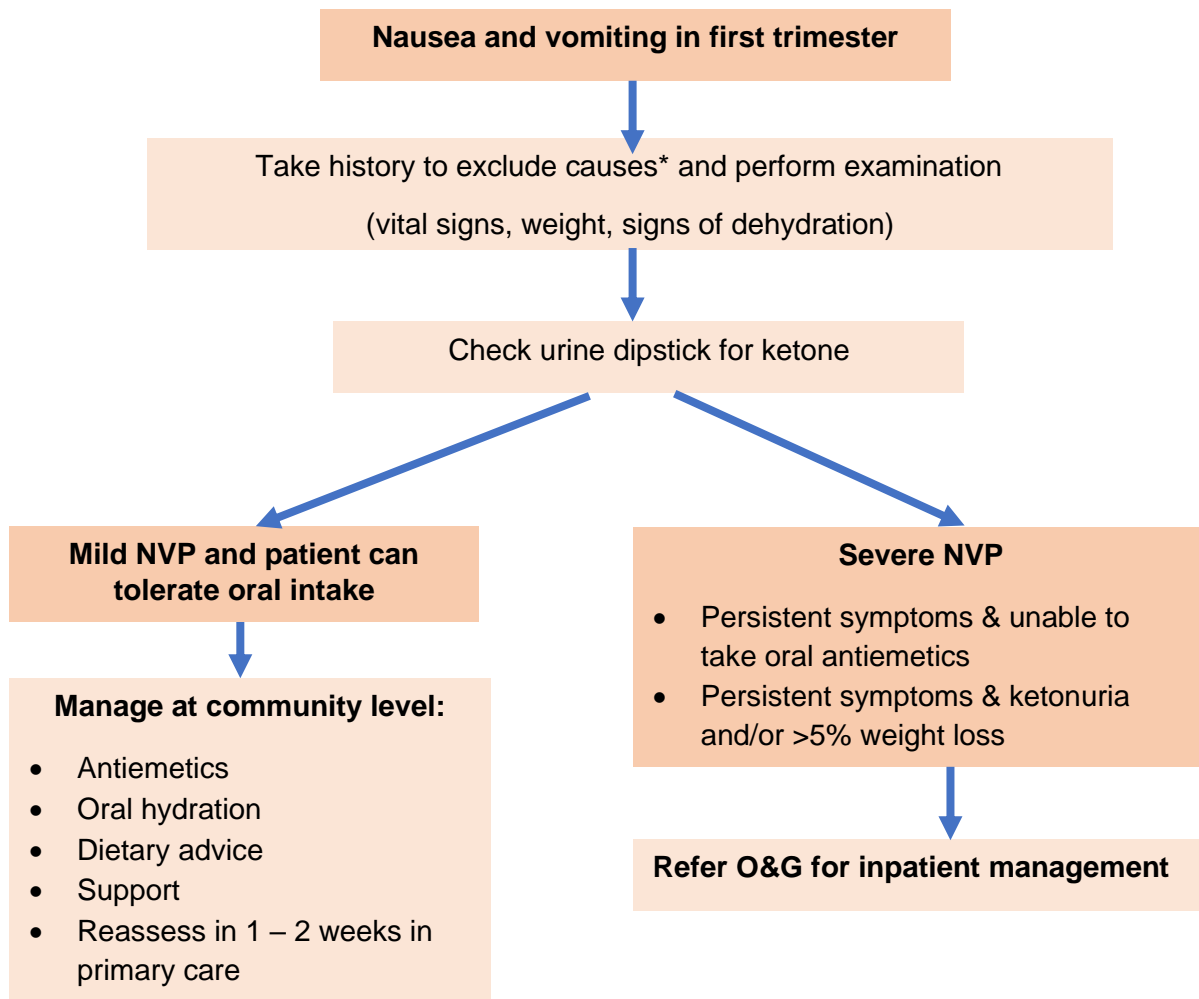 Nausea and vomiting in first trimester
Take history to exclude causes* and perform examination
(vital signs, weight, signs of dehydration)
Check urine dipstick for ketone
Mild NVP and patient can
tolerate oral intake
Manage at community level:
• Antiemetics
• Oral hydration
• Dietary advice
• Support
• Reassess in 1 – 2 weeks in
primary care
Severe NVP
• Persistent symptoms & unable to
take oral antiemetics
• Persistent symptoms & ketonuria
and/or >5% weight loss
Refer O&G for inpatient management